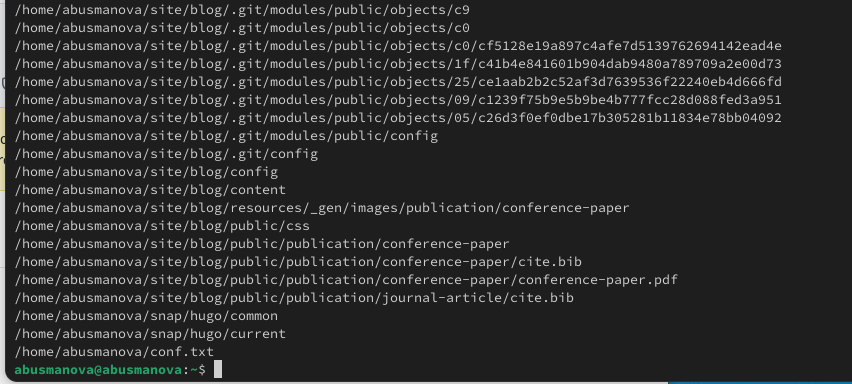 /home/abusmanova/site/blog/.git/modules/public/objects/c9
/home/abusmanova/site/blog/.git/modules/public/objects/c0
/home/abusmanova/site/blog/.git/modules/public/objects/c0/cf5128e19a897c4afe7d5139762694142ead4e
/home/abusmanova/site/blog/.git/modules/public/objects/1f/c41b4e841601b904dab9480a789709a2e00d73
/home/abusmanova/site/blog/.git/modules/public/objects/25/ce1aab2b2c52af3d7639536f22240eb4d666fd
/home/abusmanova/site/blog/.git/modules/public/objects/09/c1239f75b9e5b9be4b777fcc28d088fed3a951
/home/abusmanova/site/blog/.git/modules/public/objects/05/c26d3f0ef0dbe17b305281b11834e78bb04092
/home/abusmanova/site/blog/.git/modules/public/config
/home/abusmanova/site/blog/.git/config
/home/abusmanova/site/blog/config
/home/abusmanova/site/blog/content
/home/abusmanova/site/blog/resources/_gen/images/publication/conference-paper
/home/abusmanova/site/blog/public/css
/home/abusmanova/site/blog/public/publication/conference-paper
/home/abusmanova/site/blog/public/publication/conference-paper/cite.bib
/home/abusmanova/site/blog/public/publication/conference-paper/conference-paper.pdf
/home/abusmanova/site/blog/public/publication/journal-article/cite.bib
/home/abusmanova/snap/hugo/common
/home/abusmanova/snap/hugo/current
/home/abusmanova/conf.txt
abusmanova@abusmanova:~$